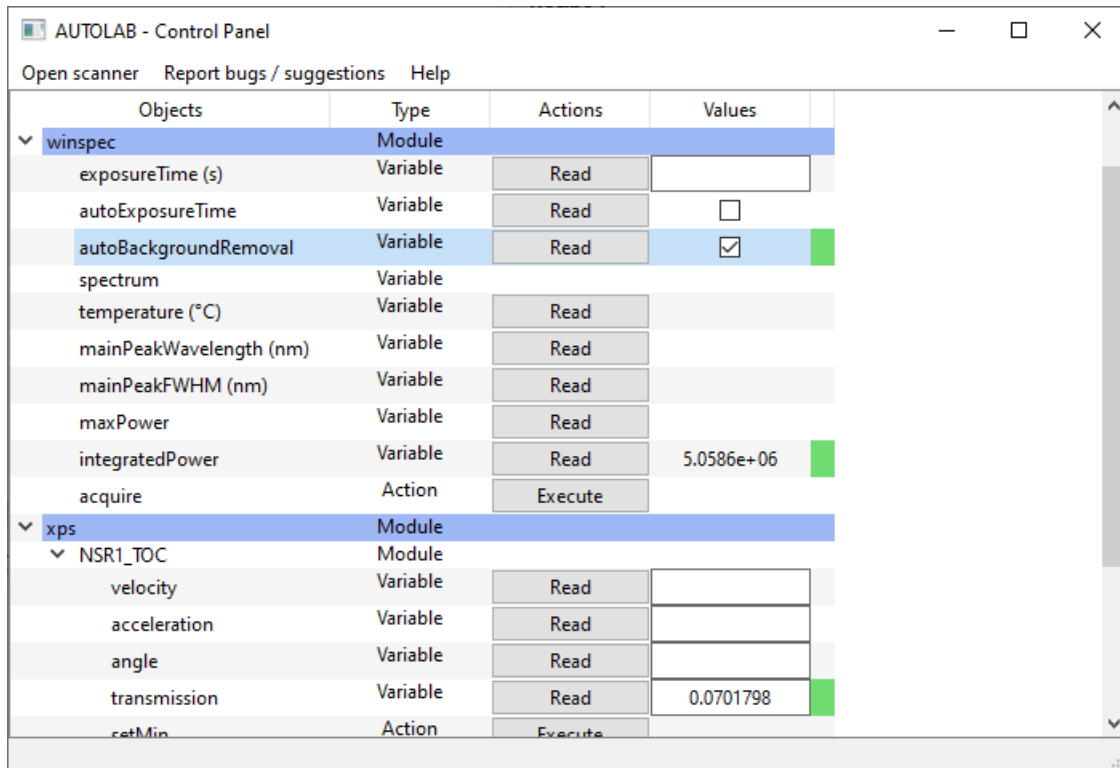 AUTOLAB - Control Panel
Open scanner Report bugs / suggestions Help
Objects Type Actions Values
winspec Module
exposureTime (s) Variable Read
autoExposureTime Variable Read
autoBackgroundRemoval Variable Read
spectrum Variable
temperature (°C) Variable Read
mainPeakWavelength (nm) Variable Read
mainPeakFWHM (nm) Variable Read
maxPower Variable Read
integratedPower Variable Read 5.0586e+06
acquire Action Execute
xps Module
NSR1_TOC Module
velocity Variable Read
acceleration Variable Read
angle Variable Read
transmission Variable Read 0.0701798
setMin Action Execute